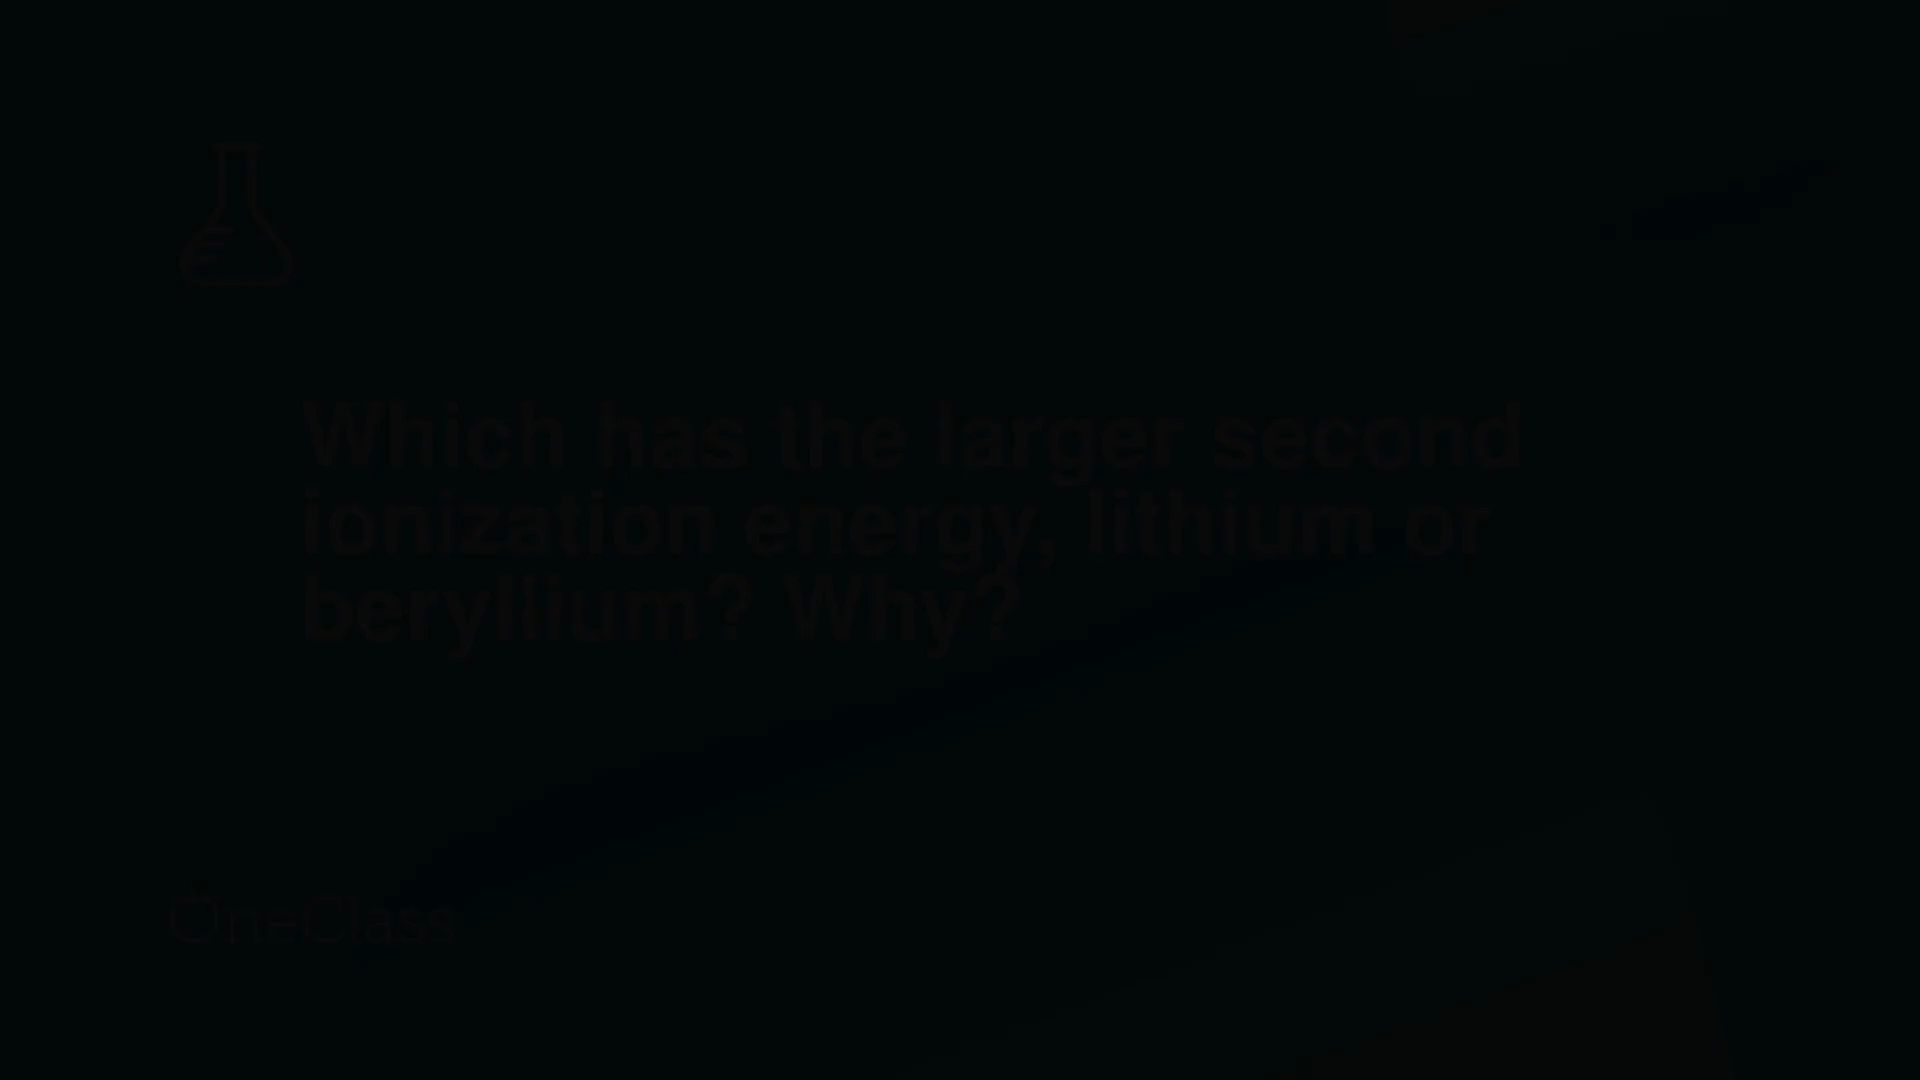 Which has the larger second
ionization energy, lithium or
beryllium? Why?
OneClass